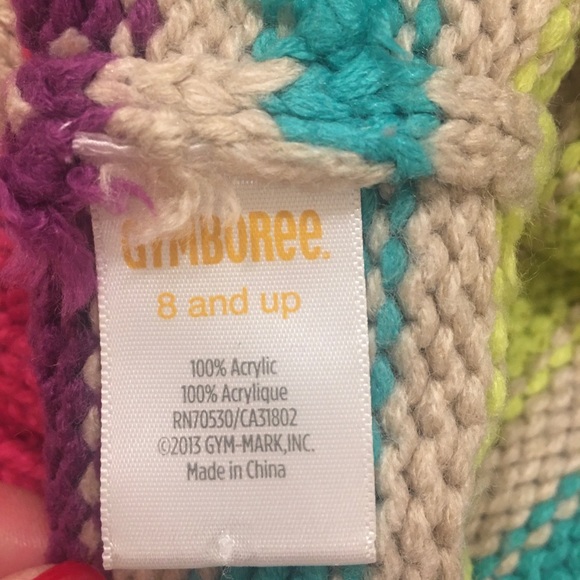 GYMBOREE.
8 and up
100% Acrylic
100% Acrylique
RN70530/CA31802
©2013 GYM-MARK,INC.
Made in China